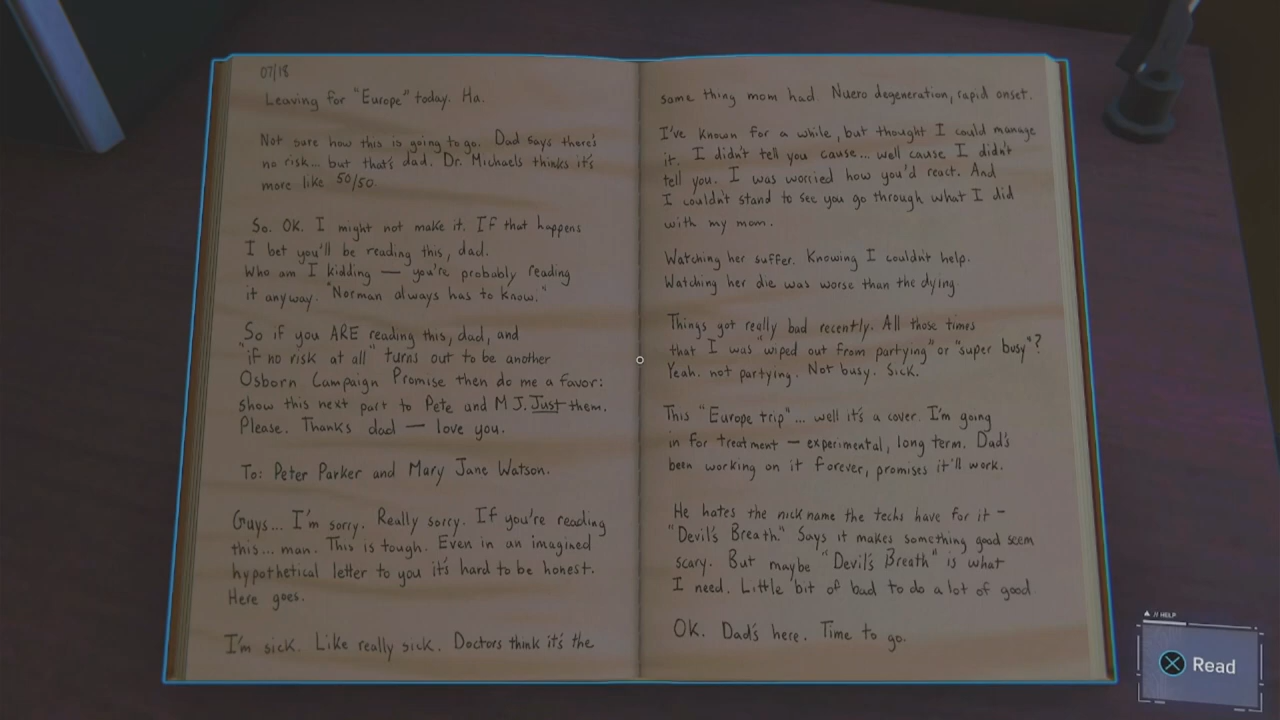 07/18
Leaving for "Europe" today. Ha.
Not sure how this is going to go. Dad says there's
no risk... but that's dad. Dr. Michaels thinks it's
more like 50/50.
So. OK. I might not make it. IF that happens
I bet you'll be reading this, dad.
Who am I kidding — you're probably reading
it anyway. "Norman always has to know."
So if you ARE reading this, dad, and
"if no risk at all" turns out to be another
Osborn Campaign Promise then do me a favor:
show this next part to Pete and MJ. Just them.
Please. Thanks dad — love you.
To: Peter Parker and Mary Jane Watson.
Guys... I'm sorry. Really sorry. If you're reading
this... man. This is tough. Even in an imagined
hypothetical letter to you it's hard to be honest.
Here goes.
I'm sick. Like really sick. Doctors think it's the
same thing mom had. Nuero degeneration, rapid onset.
I've known for a while, but thought I could manage
it. I didn't tell you cause... well cause I didn't
tell you. I was worried how you'd react. And
I couldn't stand to see you go through what I did
with my mom.
Watching her suffer. Knowing I couldn't help.
Watching her die was worse than the dying.
Things got really bad recently. All those times
that I was "wiped out from partying" or "super busy"?
Yeah. not partying. Not busy. Sick.
This "Europe trip"... well it's a cover. I'm going
in for treatment — experimental, long term. Dad's
been working on it forever, promises it'll work.
He hates the nickname the techs have for it -
"Devil's Breath." Says it makes something good seem
scary. But maybe "Devil's Breath" is what
I need. Little bit of bad to do a lot of good.
OK. Dad's here. Time to go.
// HELP
Read